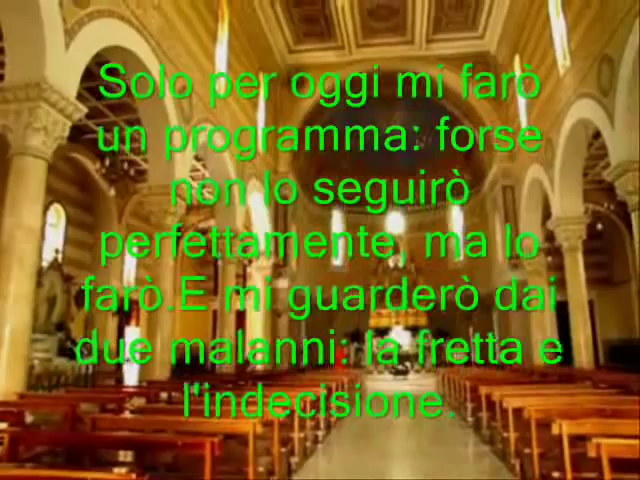 Solo per oggi mi farò
un programma: forse
non lo seguirò
perfettamente, ma lo
farò.E mi guarderò dai
due malanni: la fretta e
l"indecisione.